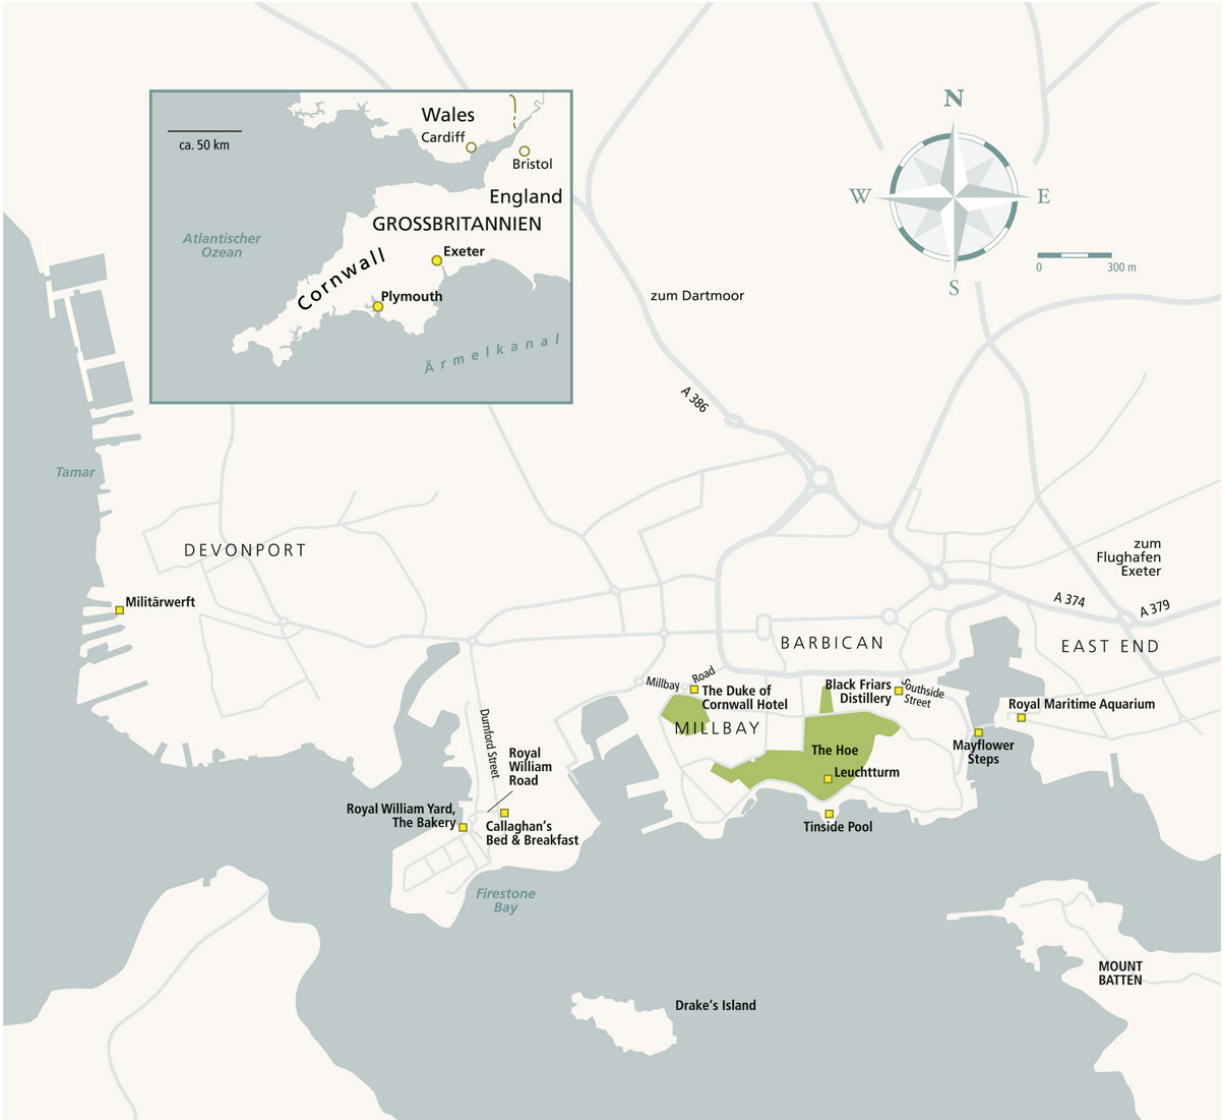 Wales
Cardiff
Bristol
ca. 50 km
England
GROSSBRITANNIEN
Atlantischer
Ozean
Exeter
Cornwall
Plymouth
Ärmelkanal
N
W
E
S
0
300 m
zum Dartmoor
A 386
Tamar
DEVONPORT
zum
Flughafen
Exeter
Militärwerft
A 374
A 379
BARBICAN
EAST END
Millbay Road
The Duke of
Cornwall Hotel
Black Friars
Distillery
Southside
Street
Royal Maritime Aquarium
MILLBAY
Durnford Street
Mayflower
Steps
The Hoe
Leuchtturm
Royal
William
Road
Royal William Yard,
The Bakery
Callaghan's
Bed & Breakfast
Tinside Pool
Firestone
Bay
MOUNT
BATTEN
Drake's Island